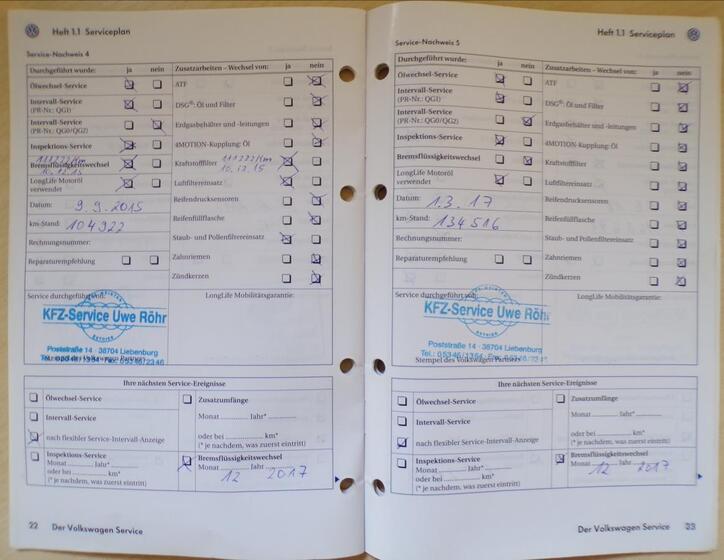 Heft 1.1 Serviceplan
Service-Nachweis 4
Durchgeführt wurde: ja nein
Ölwechsel-Service
Intervall-Service
(PR-Nr.: QG1)
Intervall-Service
(PR-Nr.: QG0/QG2)
Inspektions-Service
111222 Km
Bremsflüssigkeitswechsel
10.12.15
LongLife Motoröl
verwendet
Datum: 9.9.2015
km-Stand: 104922
Rechnungsnummer:
Reparaturempfehlung
Zusatzarbeiten – Wechsel von: ja nein
ATF
DSG®: Öl und Filter
Erdgasbehälter und -leitungen
4MOTION-Kupplung: Öl
Kraftstofffilter 111222 Km
10.12.15
Luftfiltereinsatz
Reifendrucksensoren
Reifenfüllflasche
Staub- und Pollenfiltereinsatz
Zahnriemen
Zündkerzen
Service durchgeführt von:
KFZ-Service Uwe Röhr
Poststraße 14 · 38704 Liebenburg
LongLife Mobilitätsgarantie:
Ihre nächsten Service-Ereignisse
Ölwechsel-Service
Intervall-Service
nach flexibler Service-Intervall-Anzeige
Inspektions-Service
Monat Jahr*
oder bei km*
(* je nachdem, was zuerst eintritt)
Zusatzumfänge
Monat Jahr*
oder bei km*
(* je nachdem, was zuerst eintritt)
Bremsflüssigkeitswechsel
Monat Jahr
12 2017
22 Der Volkswagen Service
Heft 1.1 Serviceplan
Service-Nachweis 5
Durchgeführt wurde: ja nein
Ölwechsel-Service
Intervall-Service
(PR-Nr.: QG1)
Intervall-Service
(PR-Nr.: QG0/QG2)
Inspektions-Service
Bremsflüssigkeitswechsel
LongLife Motoröl
verwendet
Datum: 1.3.17
km-Stand: 134516
Rechnungsnummer:
Reparaturempfehlung
Zusatzarbeiten – Wechsel von: ja nein
ATF
DSG®: Öl und Filter
Erdgasbehälter und -leitungen
4MOTION-Kupplung: Öl
Kraftstofffilter
Luftfiltereinsatz
Reifendrucksensoren
Reifenfüllflasche
Staub- und Pollenfiltereinsatz
Zahnriemen
Zündkerzen
Service durchgeführt von:
KFZ-Service Uwe Röhr
Poststraße 14 · 38704 Liebenburg
Stempel des Volkswagen Partners
LongLife Mobilitätsgarantie:
Ihre nächsten Service-Ereignisse
Ölwechsel-Service
Intervall-Service
nach flexibler Service-Intervall-Anzeige
Inspektions-Service
Monat Jahr*
oder bei km*
(* je nachdem, was zuerst eintritt)
Zusatzumfänge
Monat Jahr*
oder bei km*
(* je nachdem, was zuerst eintritt)
Bremsflüssigkeitswechsel
Monat Jahr
12 2017
Der Volkswagen Service 23